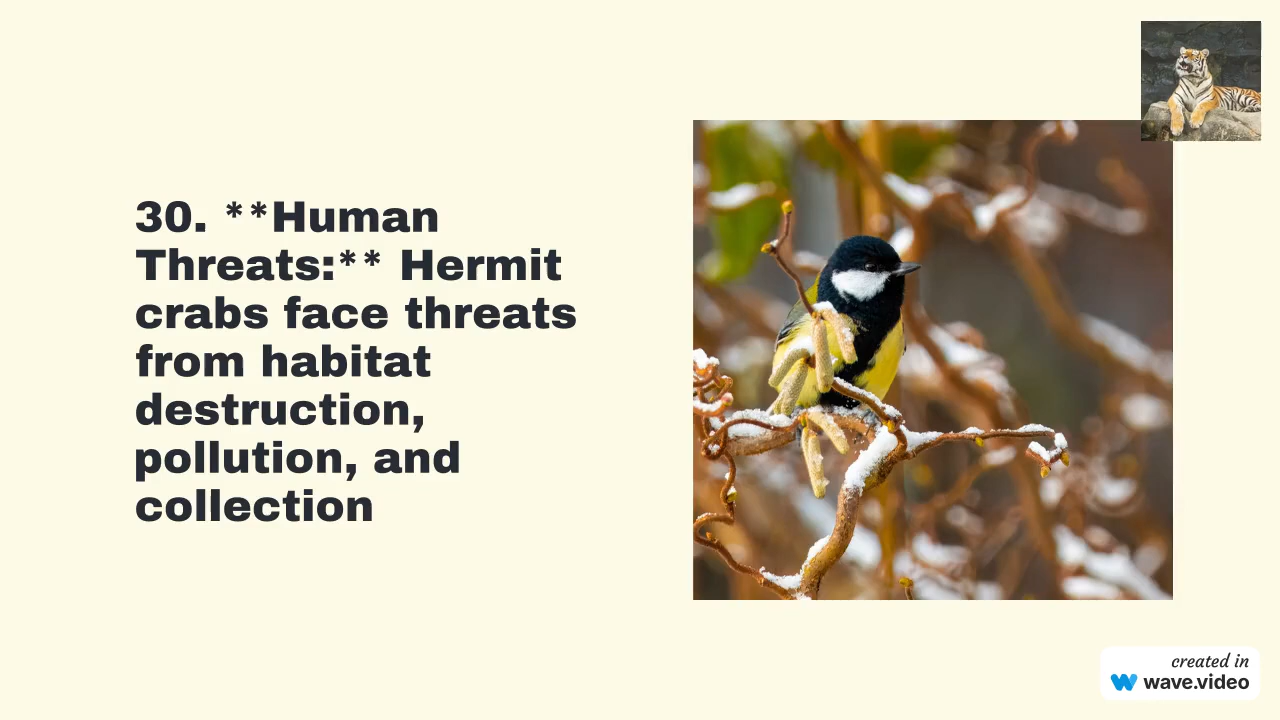 30. **Human
Threats:** Hermit
crabs face threats
from habitat
destruction,
pollution, and
collection
created in
wave.video